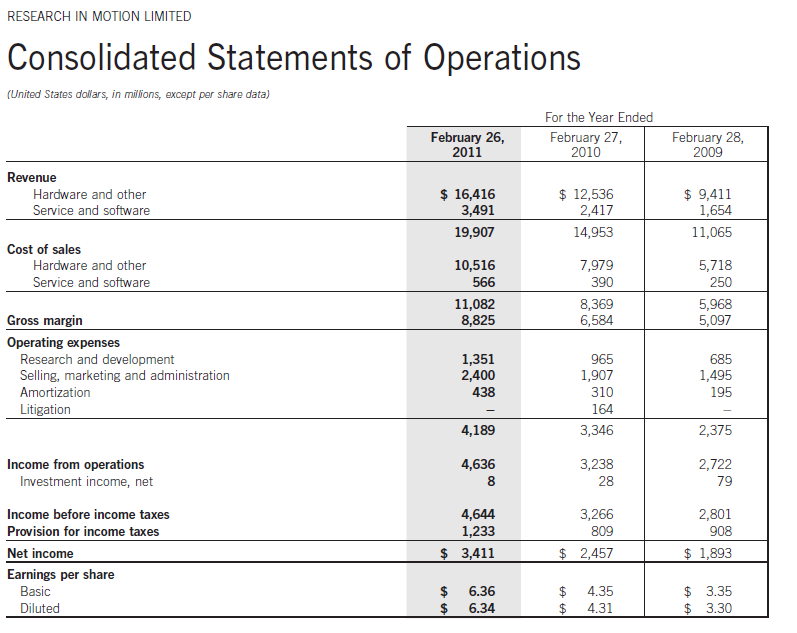 RESEARCH IN MOTION LIMITED
Consolidated Statements of Operations
(United States dollars, in millions, except per share data)
For the Year Ended
February 26, February 27, February 28,
2011 2010 2009
Revenue
Hardware and other $ 16,416 $ 12,536 $ 9,411
Service and software 3,491 2,417 1,654
19,907 14,953 11,065
Cost of sales
Hardware and other 10,516 7,979 5,718
Service and software 566 390 250
11,082 8,369 5,968
Gross margin 8,825 6,584 5,097
Operating expenses
Research and development 1,351 965 685
Selling, marketing and administration 2,400 1,907 1,495
Amortization 438 310 195
Litigation – 164 –
4,189 3,346 2,375
Income from operations 4,636 3,238 2,722
Investment income, net 8 28 79
Income before income taxes 4,644 3,266 2,801
Provision for income taxes 1,233 809 908
Net income $ 3,411 $ 2,457 $ 1,893
Earnings per share
Basic $ 6.36 $ 4.35 $ 3.35
Diluted $ 6.34 $ 4.31 $ 3.30